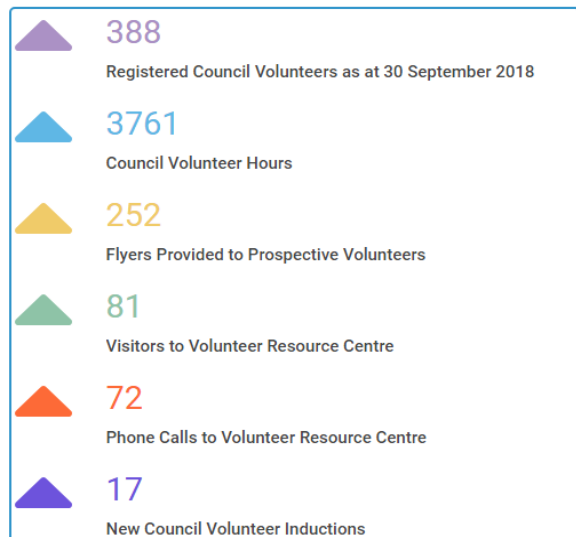 388
Registered Council Volunteers as at 30 September 2018
3761
Council Volunteer Hours
252
Flyers Provided to Prospective Volunteers
81
Visitors to Volunteer Resource Centre
72
Phone Calls to Volunteer Resource Centre
17
New Council Volunteer Inductions